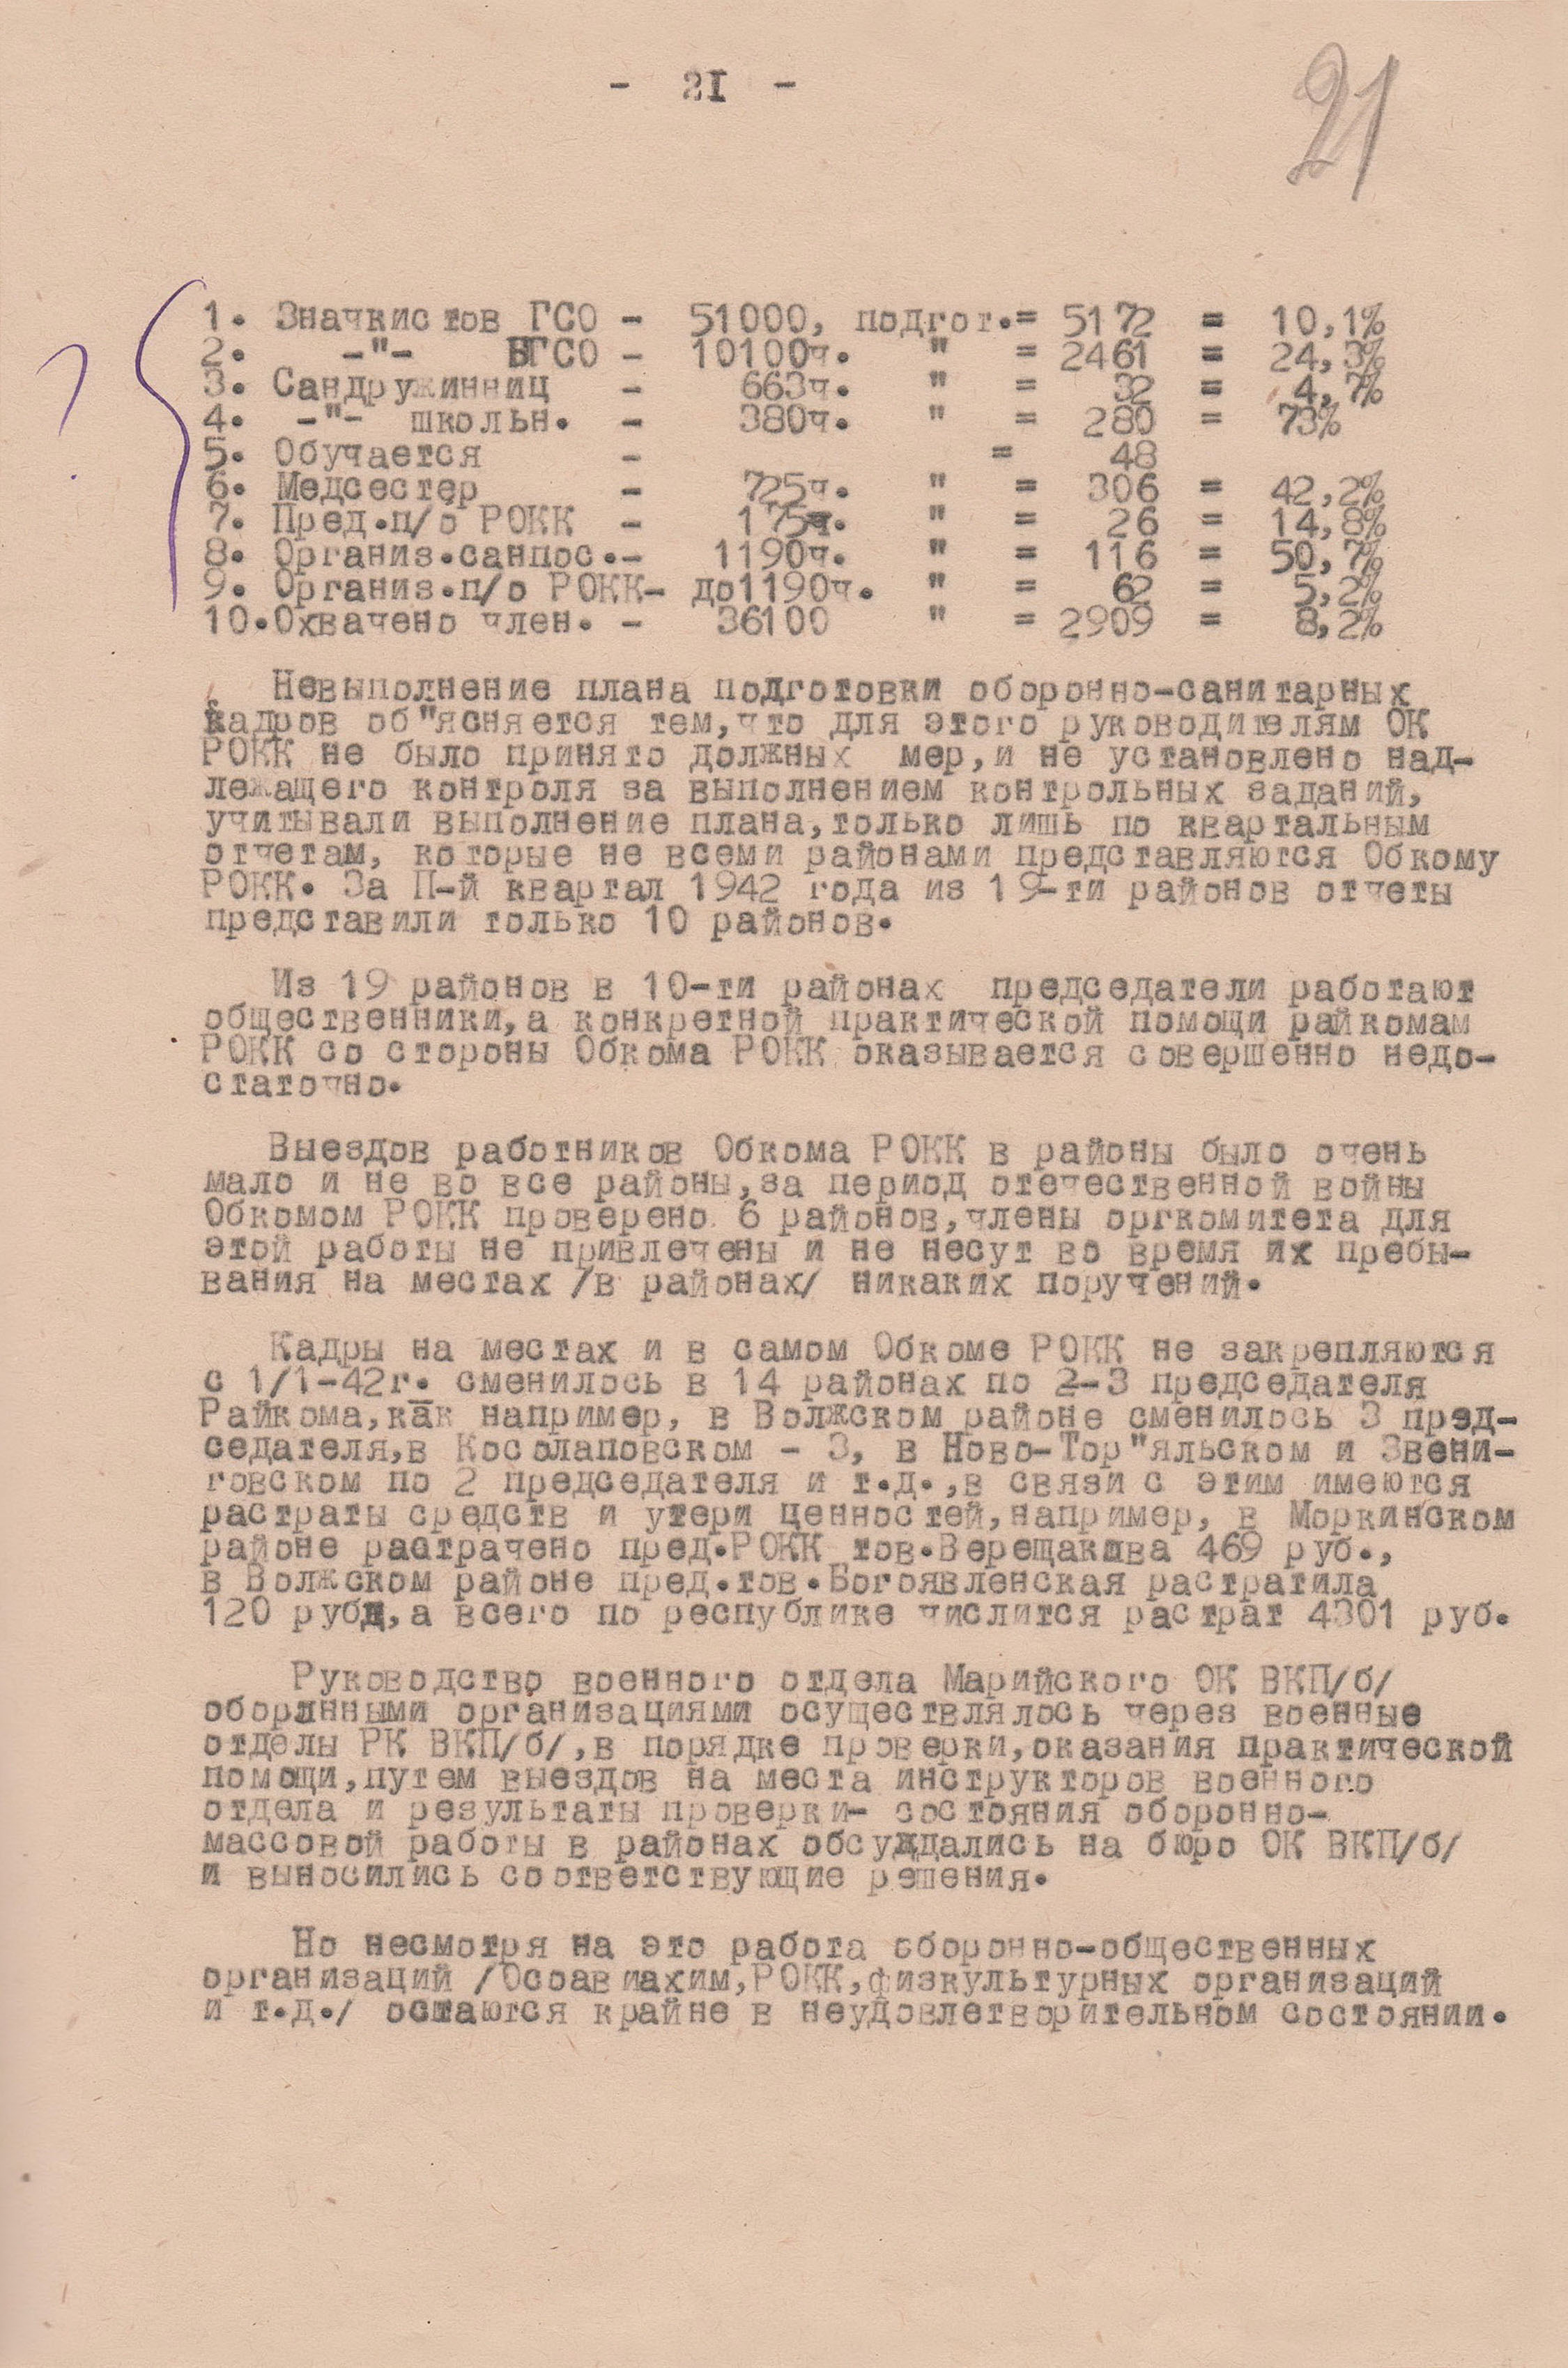 - 2I -
21
?
1. Значкистов ГСО - 51000, подгот.= 5172 = 10,1%
2. -"- БГСО - 10100ч. " = 2461 = 24,3%
3. Сандружинниц - 663ч. " = 32 = 4,7%
4. -"- школьн. - 380ч. " = 280 = 73%
5. Обучается - = 48
6. Медсестер - 725ч. " = 306 = 42,2%
7. Пред.п/о РОКК - 175ч. " = 26 = 14,8%
8. Организ.санпос.- 1190ч. " = 116 = 50,7%
9. Организ.п/о РОКК- до1190ч. " = 62 = 5,2%
10.Охвачено член. - 36100 " = 2909 = 8,2%
Невыполнение плана подготовки оборонно-санитарных
кадров об"ясняется тем,что для этого руководителям ОК
РОКК не было принято должных мер,и не установлено над-
лежащего контроля за выполнением контрольных заданий,
учитывали выполнение плана,только лишь по квартальным
отчетам, которые не всеми районами представляются Обкому
РОКК. За П-й квартал 1942 года из 19-ти районов отчеты
представили только 10 районов.
Из 19 районов в 10-ти районах председатели работают
общественники,а конкретной практической помощи райкомам
РОКК со стороны Обкома РОКК оказывается совершенно недо-
статочно.
Выездов работников Обкома РОКК в районы было очень
мало и не во все районы,за период отечественной войны
Обкомом РОКК проверено 6 районов,члены оргкомитета для
этой работы не привлечены и не несут во время их пребы-
вания на местах /в районах/ никаких поручений.
Кадры на местах и в самом Обкоме РОКК не закрепляются
с 1/1-42г. сменилось в 14 районах по 2-3 председателя
Райкома,как например, в Волжском районе сменилось 3 пред-
седателя,в Косолаповском - 3, в Ново-Тор"яльском и Звени-
говском по 2 председателя и т.д.,в связи с этим имеются
растраты средств и утери ценностей,например, в Моркинском
районе растрачено пред.РОКК тов.Верещакова 469 руб.,
в Волжском районе пред.тов.Богоявленская растратила
120 рубд,а всего по республике числится растрат 4301 руб.
Руководство военного отдела Марийского ОК ВКП/б/
оборонными организациями осуществлялось через военные
отделы РК ВКП/б/,в порядке проверки,оказания практической
помощи,путем выездов на места инструкторов военного
отдела и результаты проверки- состояния оборонно-
массовой работы в районах обсуждались на бюро ОК ВКП/б/
и выносились соответствующие решения.
Но несмотря на это работа оборонно-общественных
организаций /Осоавиахим,РОКК,физкультурных организаций
и т.д./ остаются крайне в неудовлетворительном состоянии.